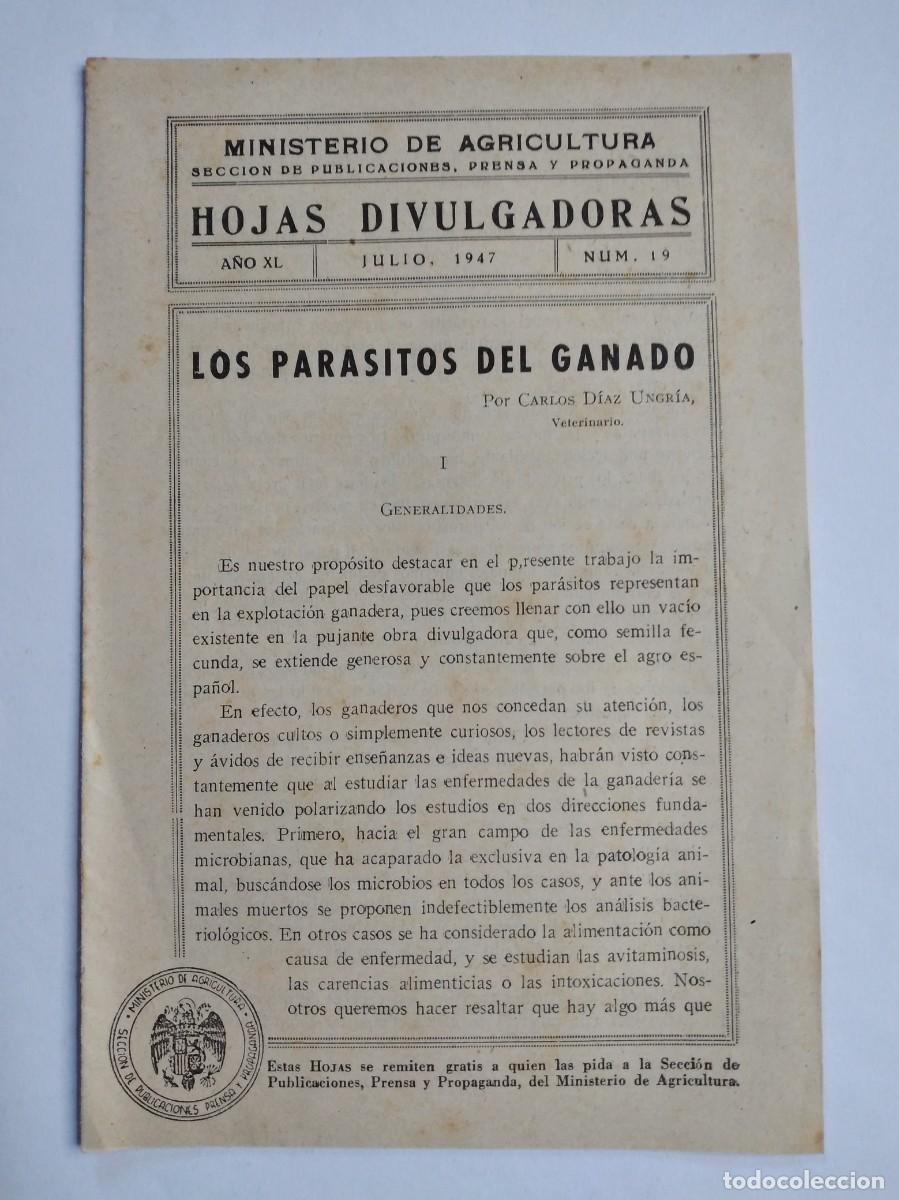 MINISTERIO DE AGRICULTURA
SECCION DE PUBLICACIONES, PRENSA Y PROPAGANDA
HOJAS DIVULGADORAS
AÑO XL JULIO, 1947 NUM. 19
LOS PARASITOS DEL GANADO
Por CARLOS DÍAZ UNGRÍA,
Veterinario.
I
GENERALIDADES.
Es nuestro propósito destacar en el p,resente trabajo la im-
portancia del papel desfavorable que los parásitos representan
en la explotación ganadera, pues creemos llenar con ello un vacío
existente en la pujante obra divulgadora que, como semilla fe-
cunda, se extiende generosa y constantemente sobre el agro es-
pañol.
En efecto, los ganaderos que nos concedan su atención, los
ganaderos cultos o simplemente curiosos, los lectores de revistas
y ávidos de recibir enseñanzas e ideas nuevas, habrán visto cons-
tantemente que al estudiar las enfermedades de la ganadería se
han venido polarizando los estudios en dos direcciones funda-
mentales. Primero, hacia el gran campo de las enfermedades
microbianas, que ha acaparado la exclusiva en la patología ani-
mal, buscándose los microbios en todos los casos, y ante los ani-
males muertos se proponen indefectiblemente los análisis bacte-
riológicos. En otros casos se ha considerado la alimentación como
causa de enfermedad, y se estudian las avitaminosis,
las carencias alimenticias o las intoxicaciones. Nos-
otros queremos hacer resaltar que hay algo más que
MINISTERIO DE AGRICULTURA
SECCION DE PUBLICACIONES PRENSA Y PROPAGANDA
Estas HOJAS se remiten gratis a quien las pida a la Sección de
Publicaciones, Prensa y Propaganda, del Ministerio de Agricultura.
todocoleccion